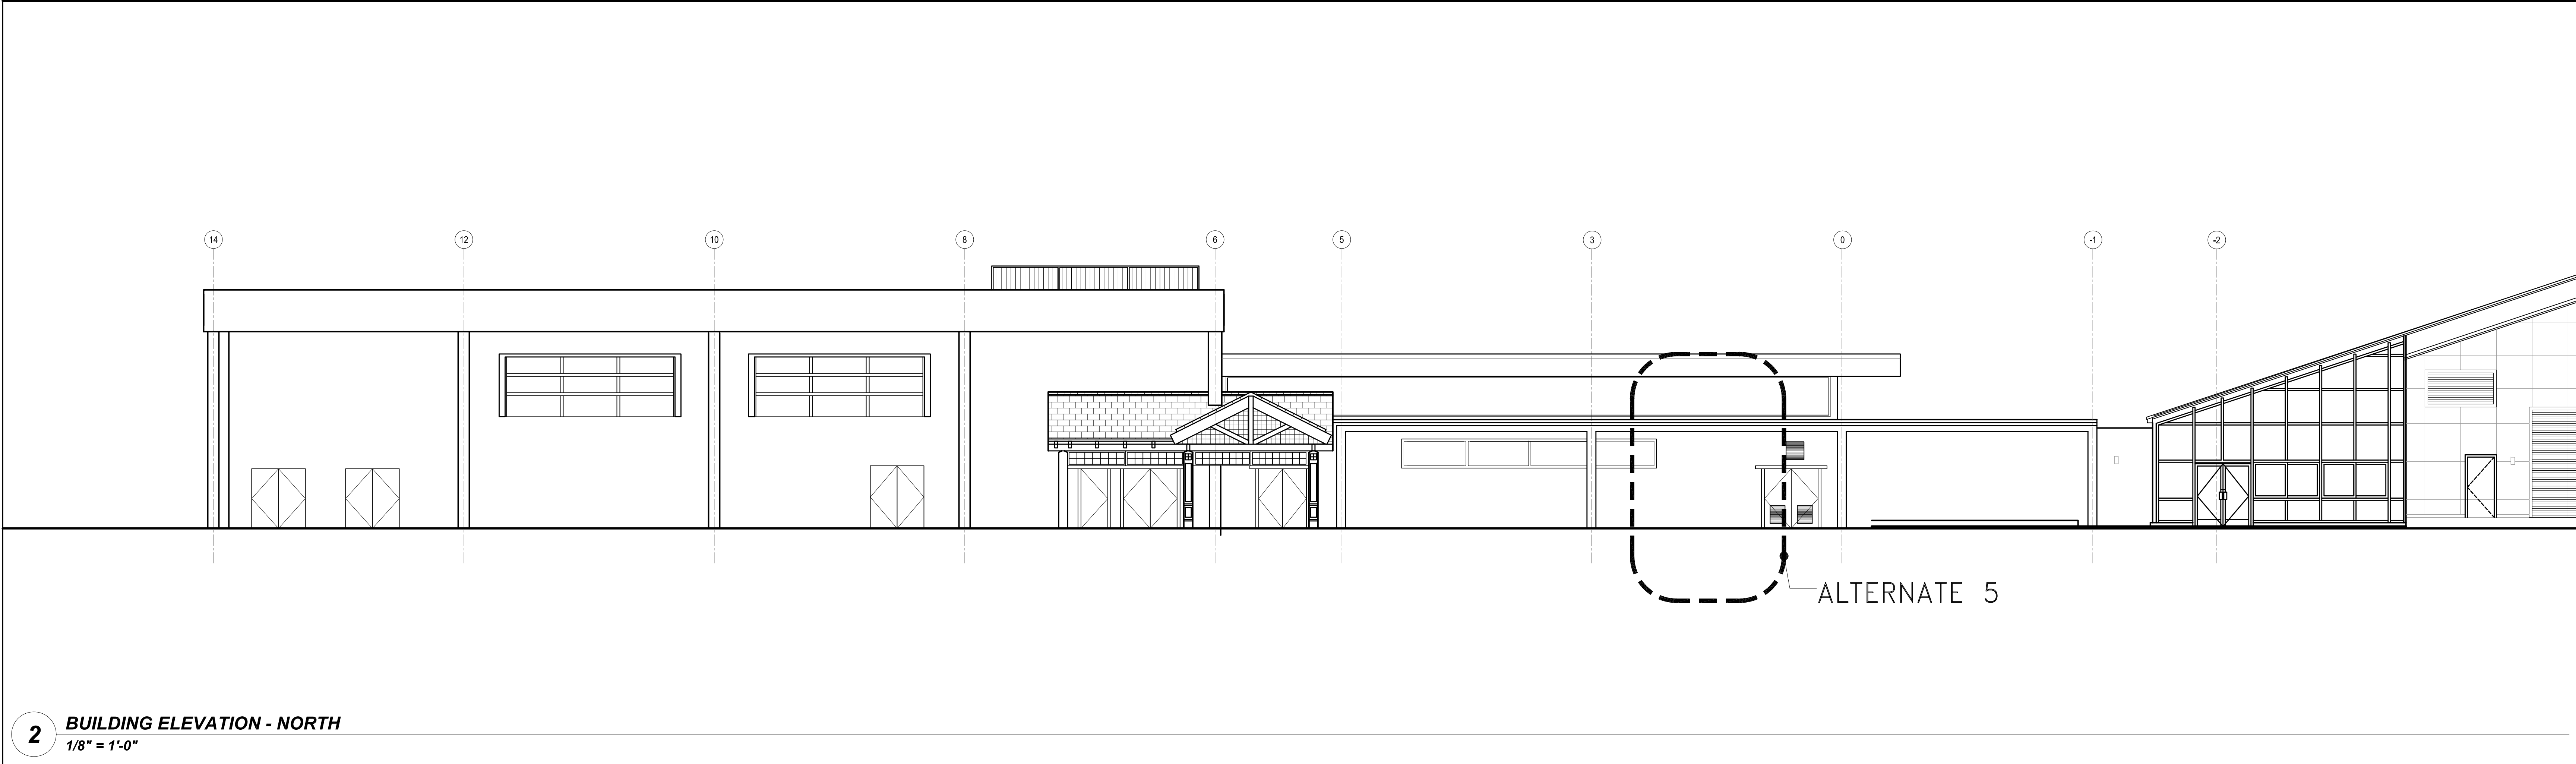 14 12 10 8 6 5 3 0 -1 -2
ALTERNATE 5
2 BUILDING ELEVATION - NORTH
1/8" = 1'-0"